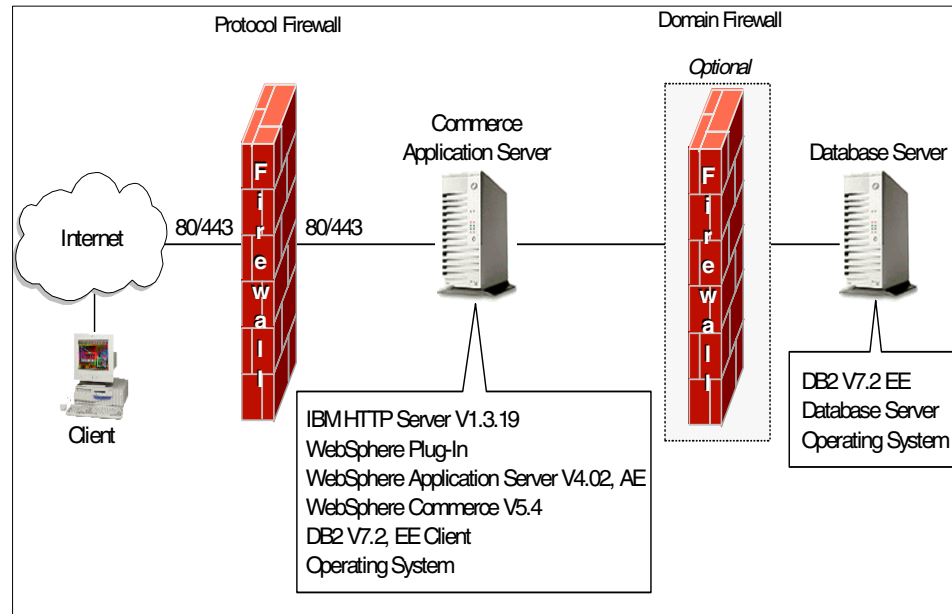 Protocol Firewall
Domain Firewall
Optional
Commerce
Application Server
Database Server
Firewall
Firewall
Internet
80/443
80/443
Client
IBM HTTP Server V1.3.19
WebSphere Plug-In
WebSphere Application Server V4.02, AE
WebSphere Commerce V5.4
DB2 V7.2, EE Client
Operating System
DB2 V7.2 EE
Database Server
Operating System